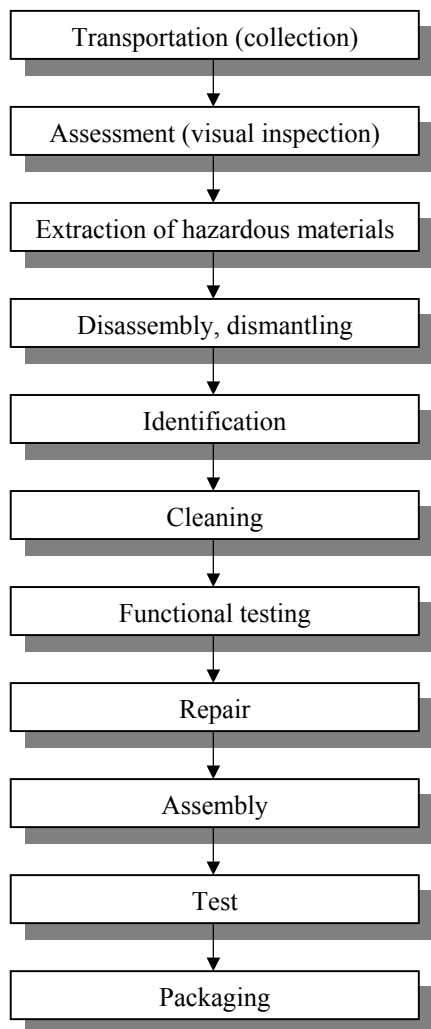 Transportation (collection)
Assessment (visual inspection)
Extraction of hazardous materials
Disassembly, dismantling
Identification
Cleaning
Functional testing
Repair
Assembly
Test
Packaging